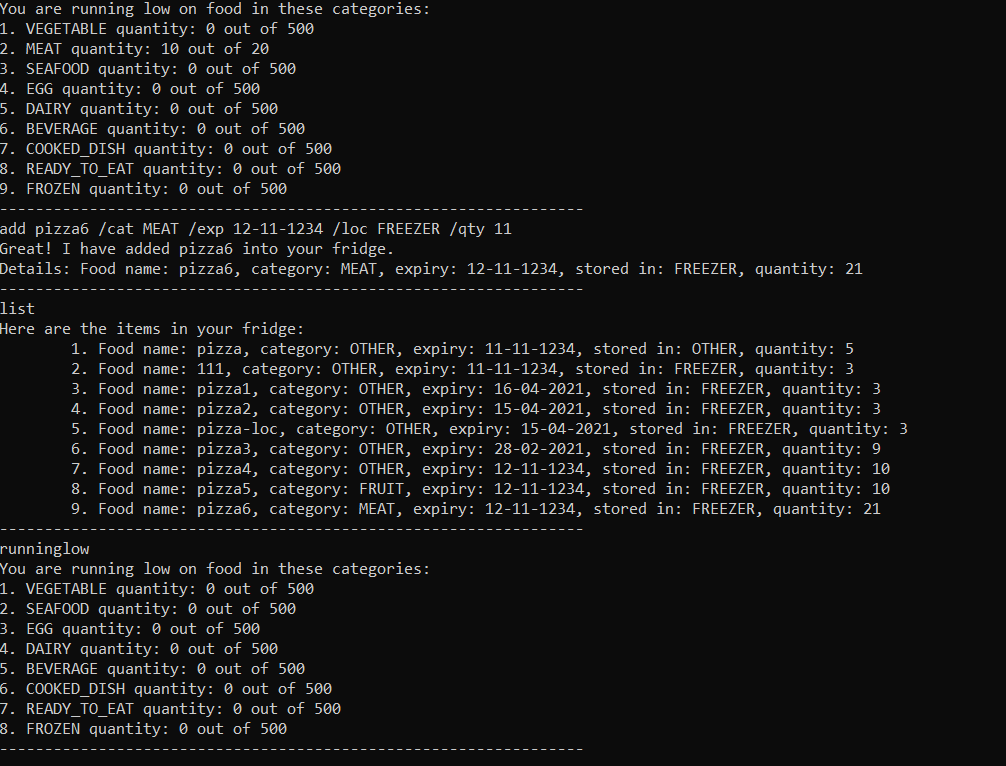 You are running low on food in these categories:
1. VEGETABLE quantity: 0 out of 500
2. MEAT quantity: 10 out of 20
3. SEAFOOD quantity: 0 out of 500
4. EGG quantity: 0 out of 500
5. DAIRY quantity: 0 out of 500
6. BEVERAGE quantity: 0 out of 500
7. COOKED_DISH quantity: 0 out of 500
8. READY_TO_EAT quantity: 0 out of 500
9. FROZEN quantity: 0 out of 500
-----------------------------------------------------------------
add pizza6 /cat MEAT /exp 12-11-1234 /loc FREEZER /qty 11
Great! I have added pizza6 into your fridge.
Details: Food name: pizza6, category: MEAT, expiry: 12-11-1234, stored in: FREEZER, quantity: 21
-----------------------------------------------------------------
list
Here are the items in your fridge:
1. Food name: pizza, category: OTHER, expiry: 11-11-1234, stored in: OTHER, quantity: 5
2. Food name: 111, category: OTHER, expiry: 11-11-1234, stored in: FREEZER, quantity: 3
3. Food name: pizza1, category: OTHER, expiry: 16-04-2021, stored in: FREEZER, quantity: 3
4. Food name: pizza2, category: OTHER, expiry: 15-04-2021, stored in: FREEZER, quantity: 3
5. Food name: pizza-loc, category: OTHER, expiry: 15-04-2021, stored in: FREEZER, quantity: 3
6. Food name: pizza3, category: OTHER, expiry: 28-02-2021, stored in: FREEZER, quantity: 9
7. Food name: pizza4, category: OTHER, expiry: 12-11-1234, stored in: FREEZER, quantity: 10
8. Food name: pizza5, category: FRUIT, expiry: 12-11-1234, stored in: FREEZER, quantity: 10
9. Food name: pizza6, category: MEAT, expiry: 12-11-1234, stored in: FREEZER, quantity: 21
-----------------------------------------------------------------
runninglow
You are running low on food in these categories:
1. VEGETABLE quantity: 0 out of 500
2. SEAFOOD quantity: 0 out of 500
3. EGG quantity: 0 out of 500
4. DAIRY quantity: 0 out of 500
5. BEVERAGE quantity: 0 out of 500
6. COOKED_DISH quantity: 0 out of 500
7. READY_TO_EAT quantity: 0 out of 500
8. FROZEN quantity: 0 out of 500
-----------------------------------------------------------------